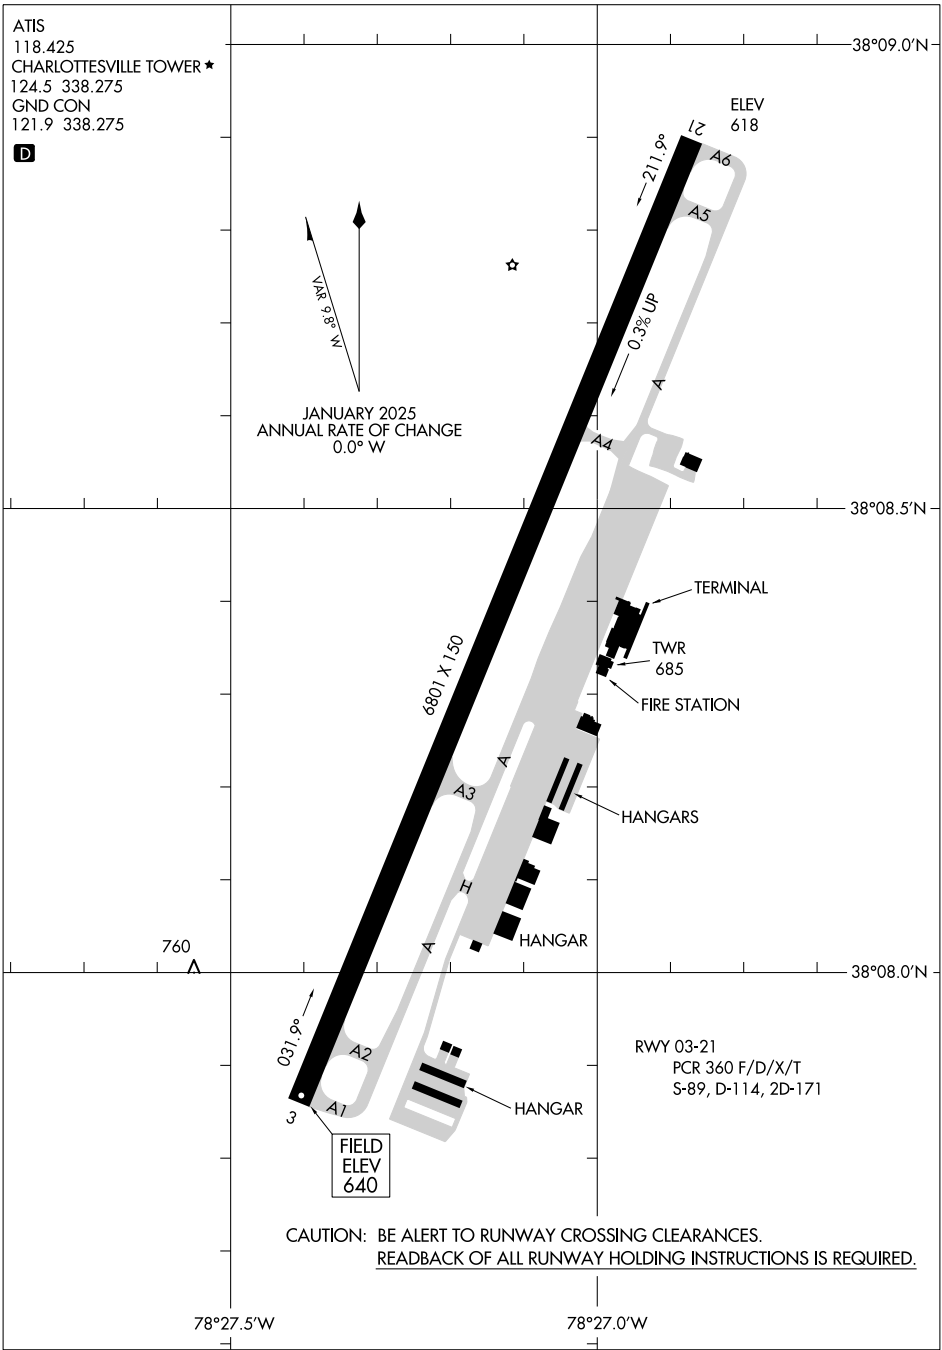 ATIS
118.425
CHARLOTTESVILLE TOWER
124.5 338.275
GND CON
121.9 338.275
D
38°09.0'N
ELEV
618
21
211.9°
A6
A5
VAR 9.8° W
0.3% UP
A
JANUARY 2025
ANNUAL RATE OF CHANGE
0.0° W
A4
38°08.5'N
TERMINAL
TWR
685
FIRE STATION
6801 X 150
A
A3
HANGARS
H
HANGAR
A
760
38°08.0'N
031.9°
A2
RWY 03-21
PCR 360 F/D/X/T
S-89, D-114, 2D-171
HANGAR
A1
3
FIELD
ELEV
640
CAUTION: BE ALERT TO RUNWAY CROSSING CLEARANCES.
READBACK OF ALL RUNWAY HOLDING INSTRUCTIONS IS REQUIRED.
78°27.5'W
78°27.0'W